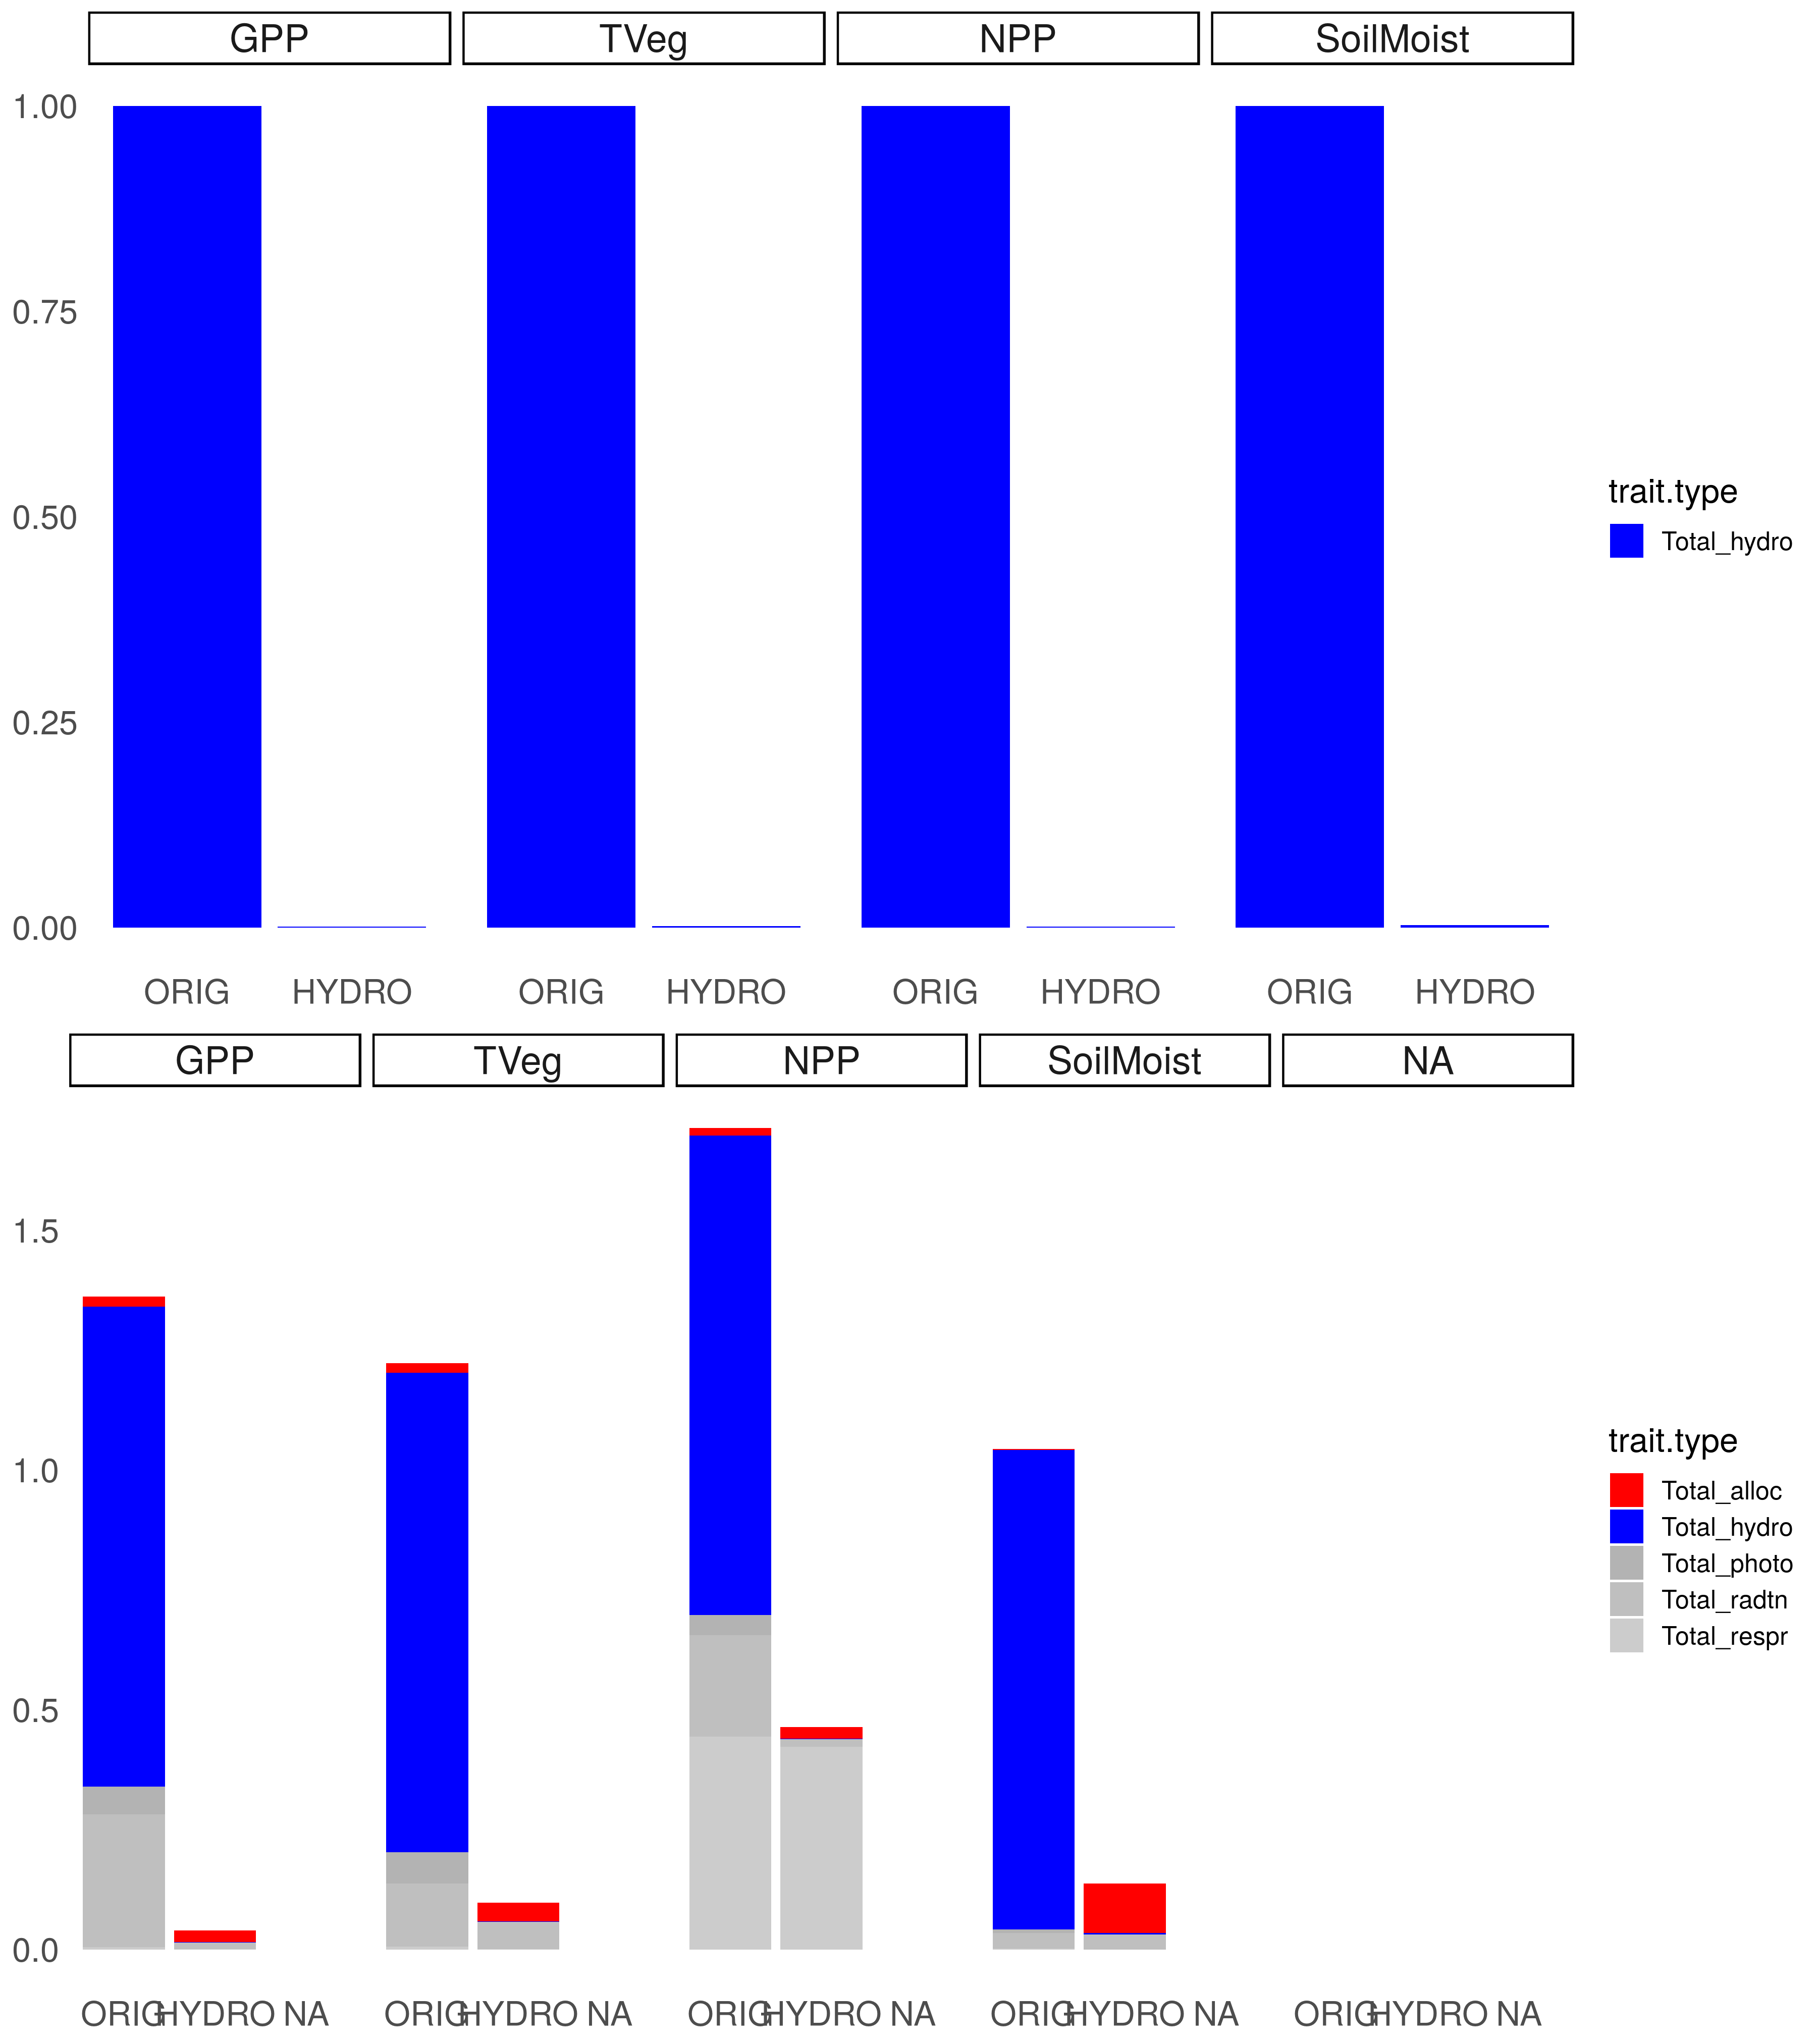 GPP TVeg NPP SoilMoist
1.00
0.75
0.50
0.25
0.00
ORIG HYDRO ORIG HYDRO ORIG HYDRO ORIG HYDRO
trait.type
Total_hydro
GPP TVeg NPP SoilMoist NA
1.5
1.0
0.5
0.0
ORIG HYDRO NA ORIG HYDRO NA ORIG HYDRO NA ORIG HYDRO NA ORIG HYDRO NA
trait.type
Total_alloc
Total_hydro
Total_photo
Total_radtn
Total_respr